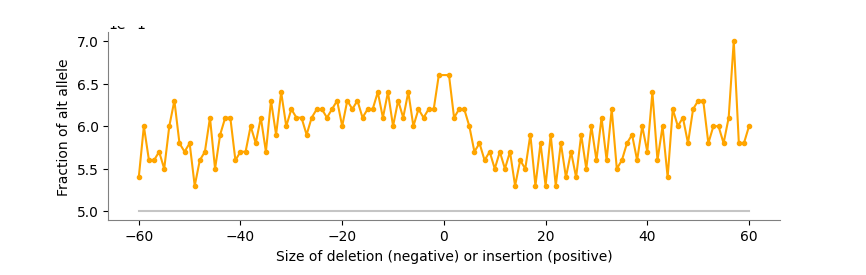 7.0
6.5
6.0
5.5
5.0
Fraction of alt allele
−60 −40 −20 0 20 40 60
Size of deletion (negative) or insertion (positive)